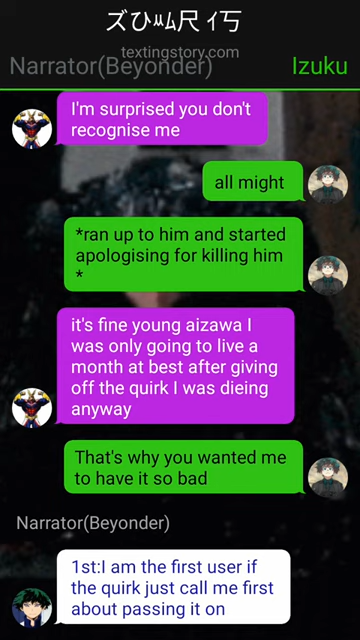 ズひゅム尺 イ丂
textingstory.com
Narrator(Beyonder)
Izuku
I'm surprised you don't
recognise me
all might
*ran up to him and started
apologising for killing him
*
it's fine young aizawa I
was only going to live a
month at best after giving
off the quirk I was dieing
anyway
That's why you wanted me
to have it so bad
Narrator(Beyonder)
1st:I am the first user if
the quirk just call me first
about passing it on